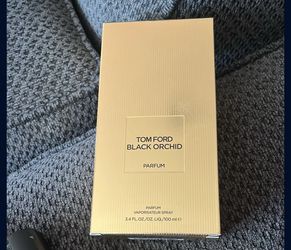 TOM FORD
BLACK ORCHID
PARFUM
PARFUM
VAPORISATEUR SPRAY
3.4 FL.OZ./OZ. LIQ./100 ml ℮